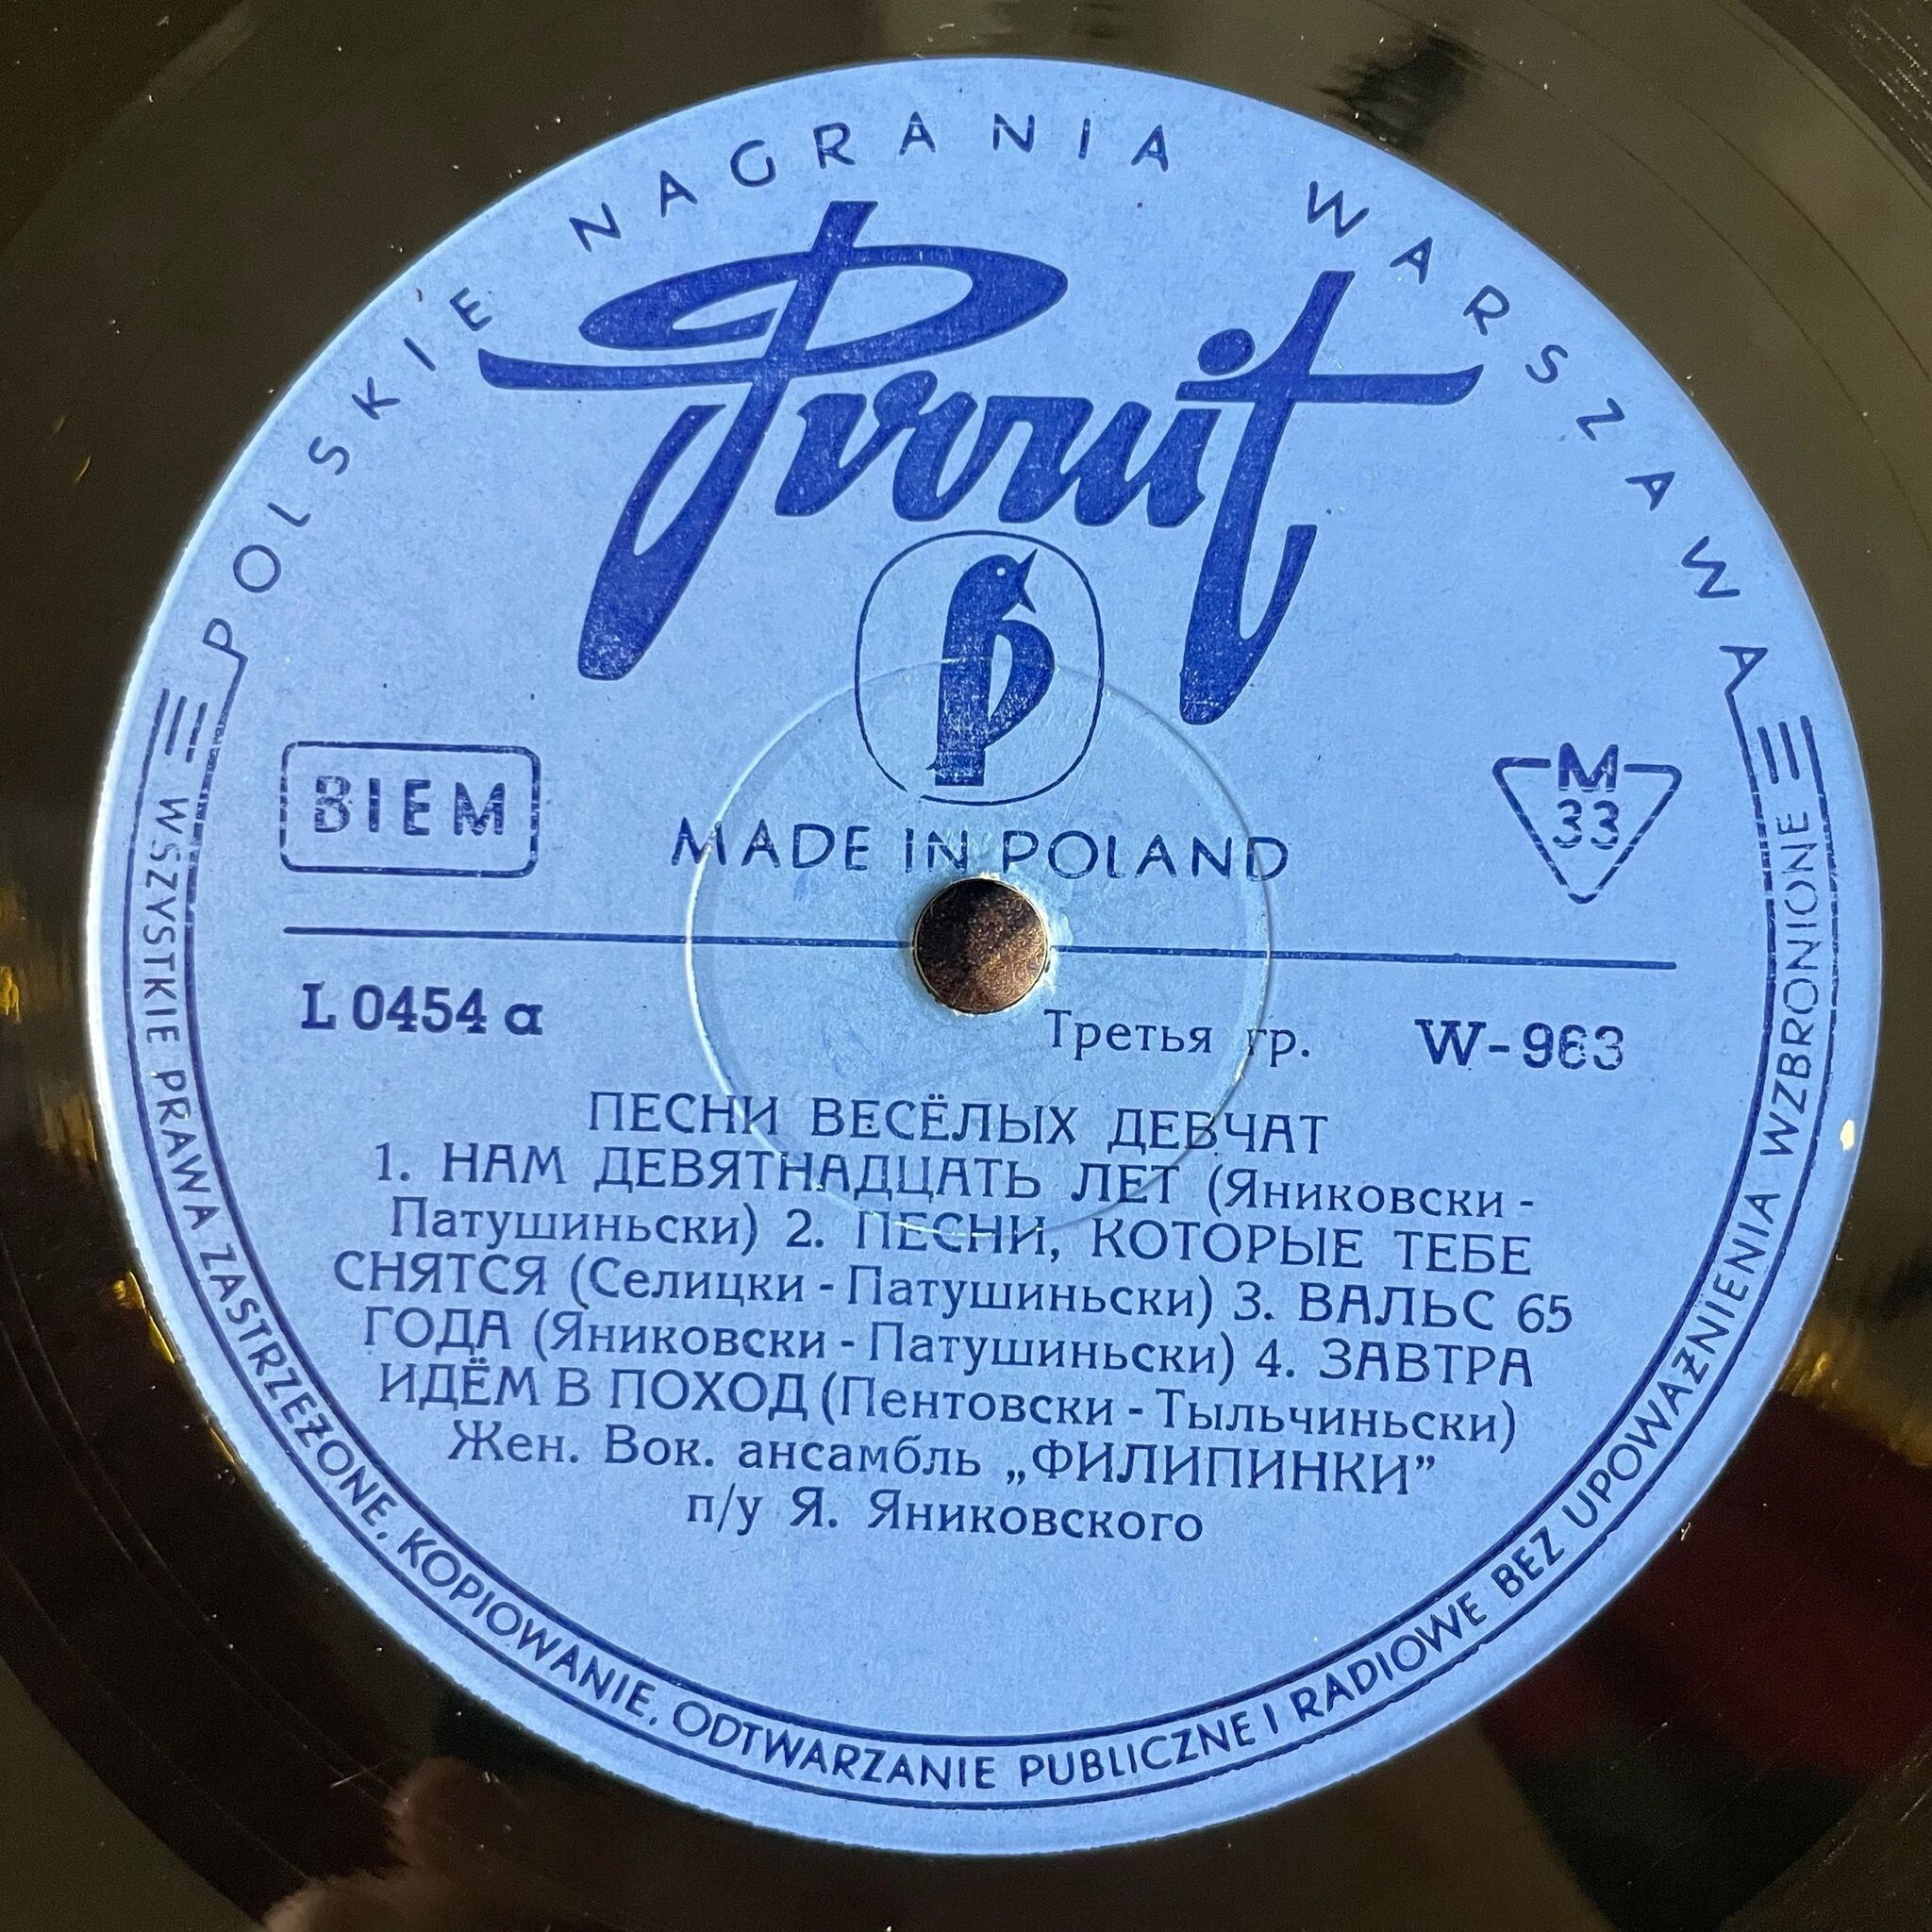 POLSKIE NAGRANIA WARSZAWA
Pronit
P
BIEM
M
33
MADE IN POLAND
L 0454 a
Третья гр.
W-963
ПЕСНИ ВЕСЁЛЫХ ДЕВЧАТ
1. НАМ ДЕВЯТНАДЦАТЬ ЛЕТ (Яниковски -
Патушиньски) 2. ПЕСНИ, КОТОРЫЕ ТЕБЕ
СНЯТСЯ (Селицки - Патушиньски) 3. ВАЛЬС 65
ГОДА (Яниковски - Патушиньски) 4. ЗАВТРА
ИДЁМ В ПОХОД (Пентовски - Тыльчиньски)
Жен. Вок. ансамбль „ФИЛИПИНКИ”
п/у Я. Яниковского
WSZYSTKIE PRAWA ZASTRZEŻONE, KOPIOWANIE, ODTWARZANIE PUBLICZNE I RADIOWE BEZ UPOWAŻNIENIA WZBRONIONE